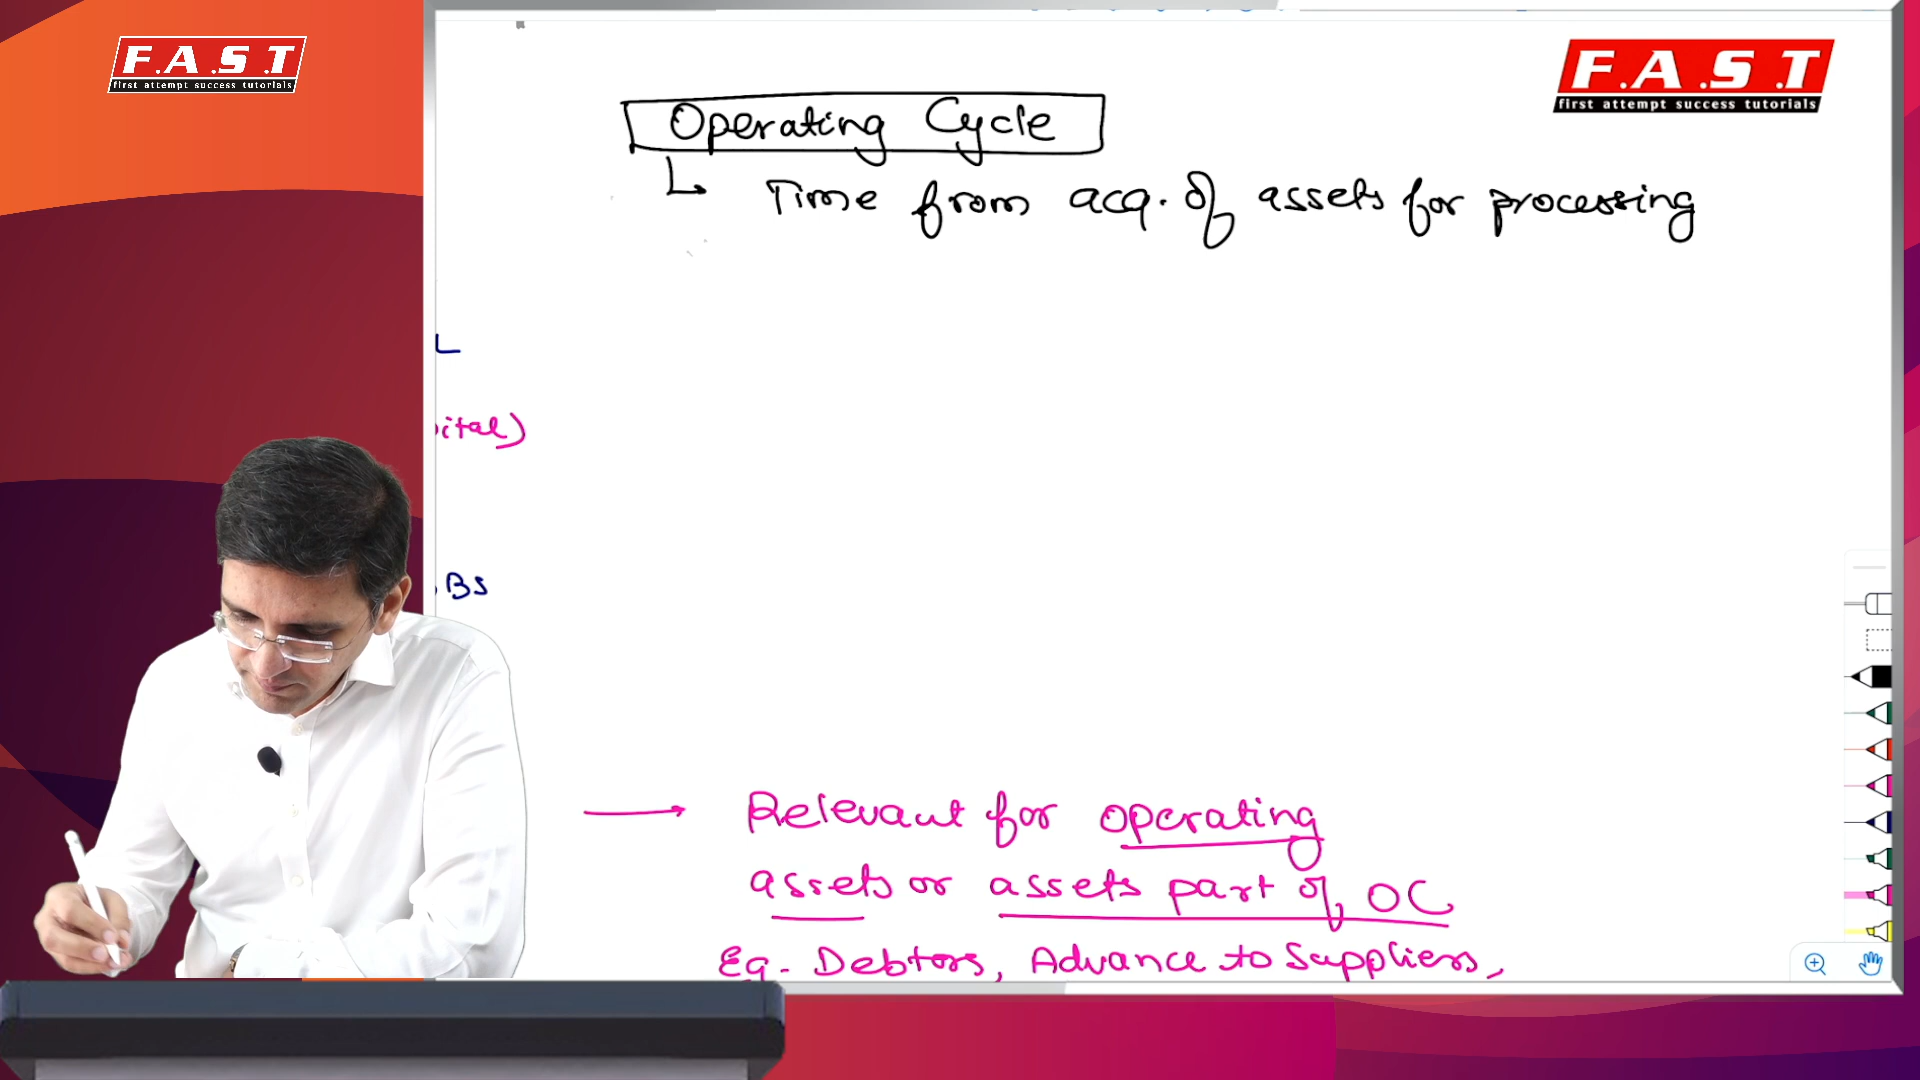 F.A.S.T
first attempt success tutorials
F.A.S.T
first attempt success tutorials
Operating Cycle
Time from acq. of assets for processing
L
ital)
BS
Relevant for operating
assets or assets part of OC
Eg. Debtors, Advance to Suppliers,